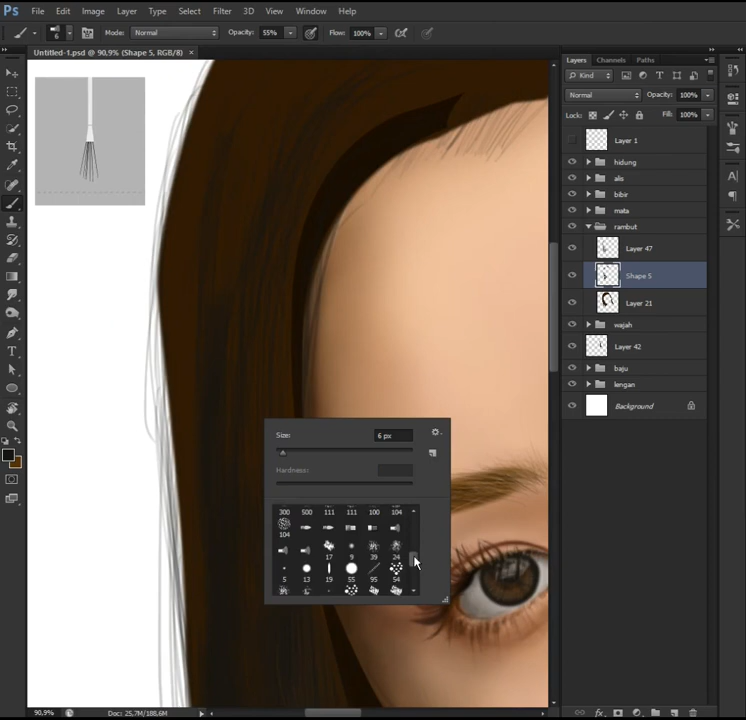 Ps File Edit Image Layer Type Select Filter 3D View Window Help
6 Mode: Normal Opacity: 55% Flow: 100%
Untitled-1.psd @ 90,9% (Shape 5, RGB/8) ×
Layers Channels Paths
Kind
Normal Opacity: 100%
Lock: Fill: 100%
Layer 1
hidung
alis
bibir
mata
rambut
Layer 47
Shape 5
Layer 21
wajah
Layer 42
baju
lengan
Background
Size: 6 px
Hardness:
300 500 111 111 100 104
104
17 9 39 24
5 13 19 55 95 54
90,9% Doc: 25,7M/188,6M